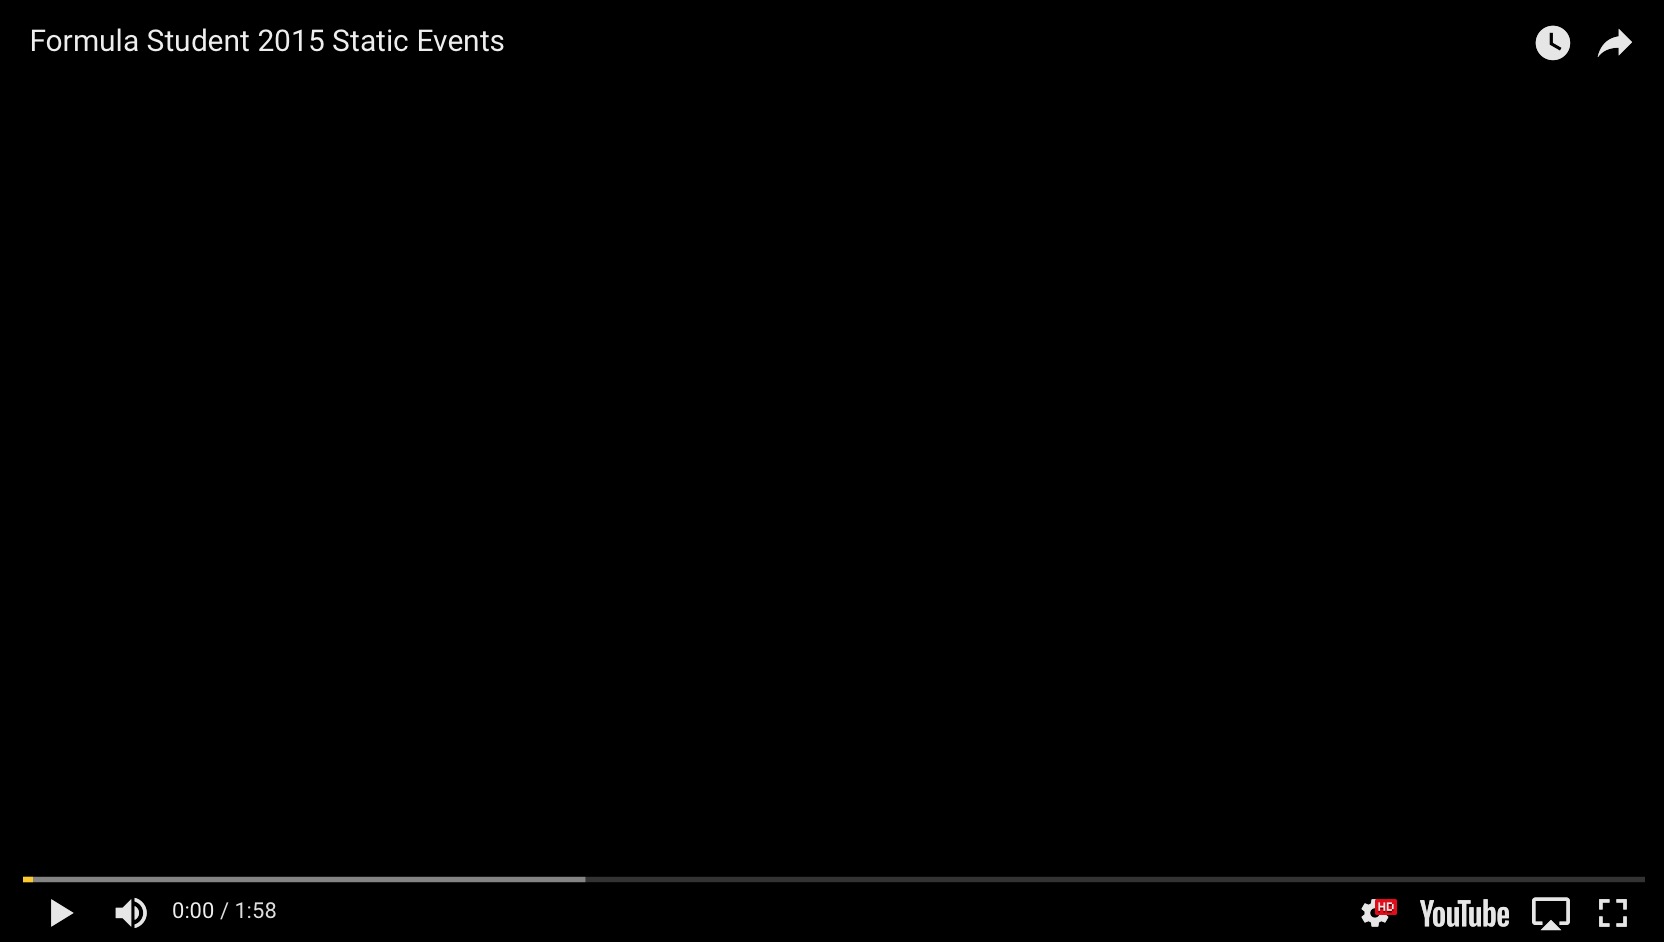 Formula Student 2015 Static Events
0:00 / 1:58
HD
YouTube